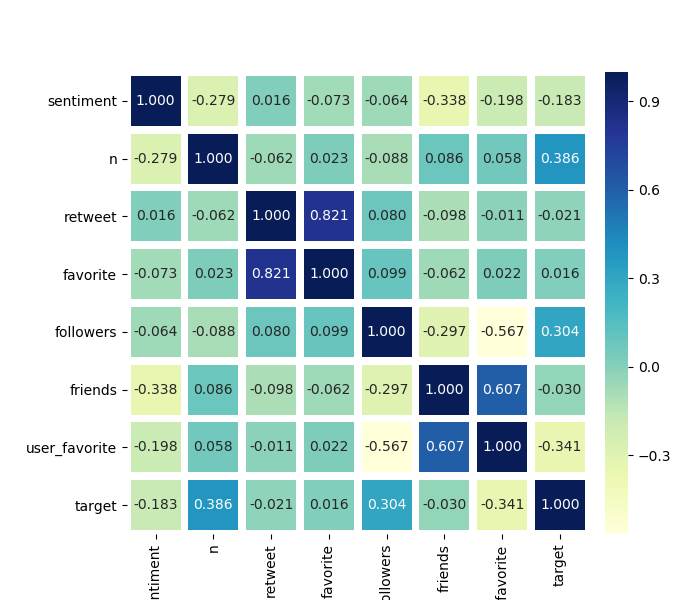 sentiment 1.000 -0.279 0.016 -0.073 -0.064 -0.338 -0.198 -0.183
n -0.279 1.000 -0.062 0.023 -0.088 0.086 0.058 0.386
retweet 0.016 -0.062 1.000 0.821 0.080 -0.098 -0.011 -0.021
favorite -0.073 0.023 0.821 1.000 0.099 -0.062 0.022 0.016
followers -0.064 -0.088 0.080 0.099 1.000 -0.297 -0.567 0.304
friends -0.338 0.086 -0.098 -0.062 -0.297 1.000 0.607 -0.030
user_favorite -0.198 0.058 -0.011 0.022 -0.567 0.607 1.000 -0.341
target -0.183 0.386 -0.021 0.016 0.304 -0.030 -0.341 1.000
ntiment n retweet favorite ollowers friends favorite target
0.9
0.6
0.3
0.0
−0.3